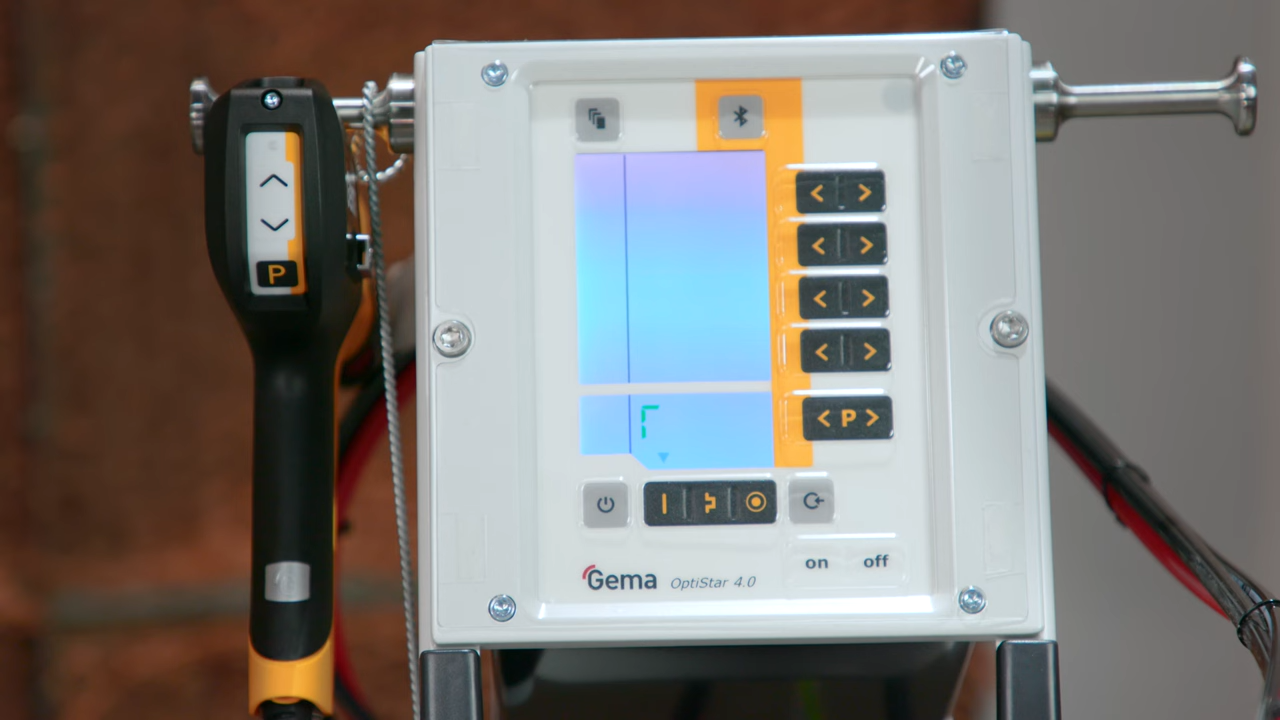 P
< >
< >
< >
< >
< P >
Gema OptiStar 4.0
on off